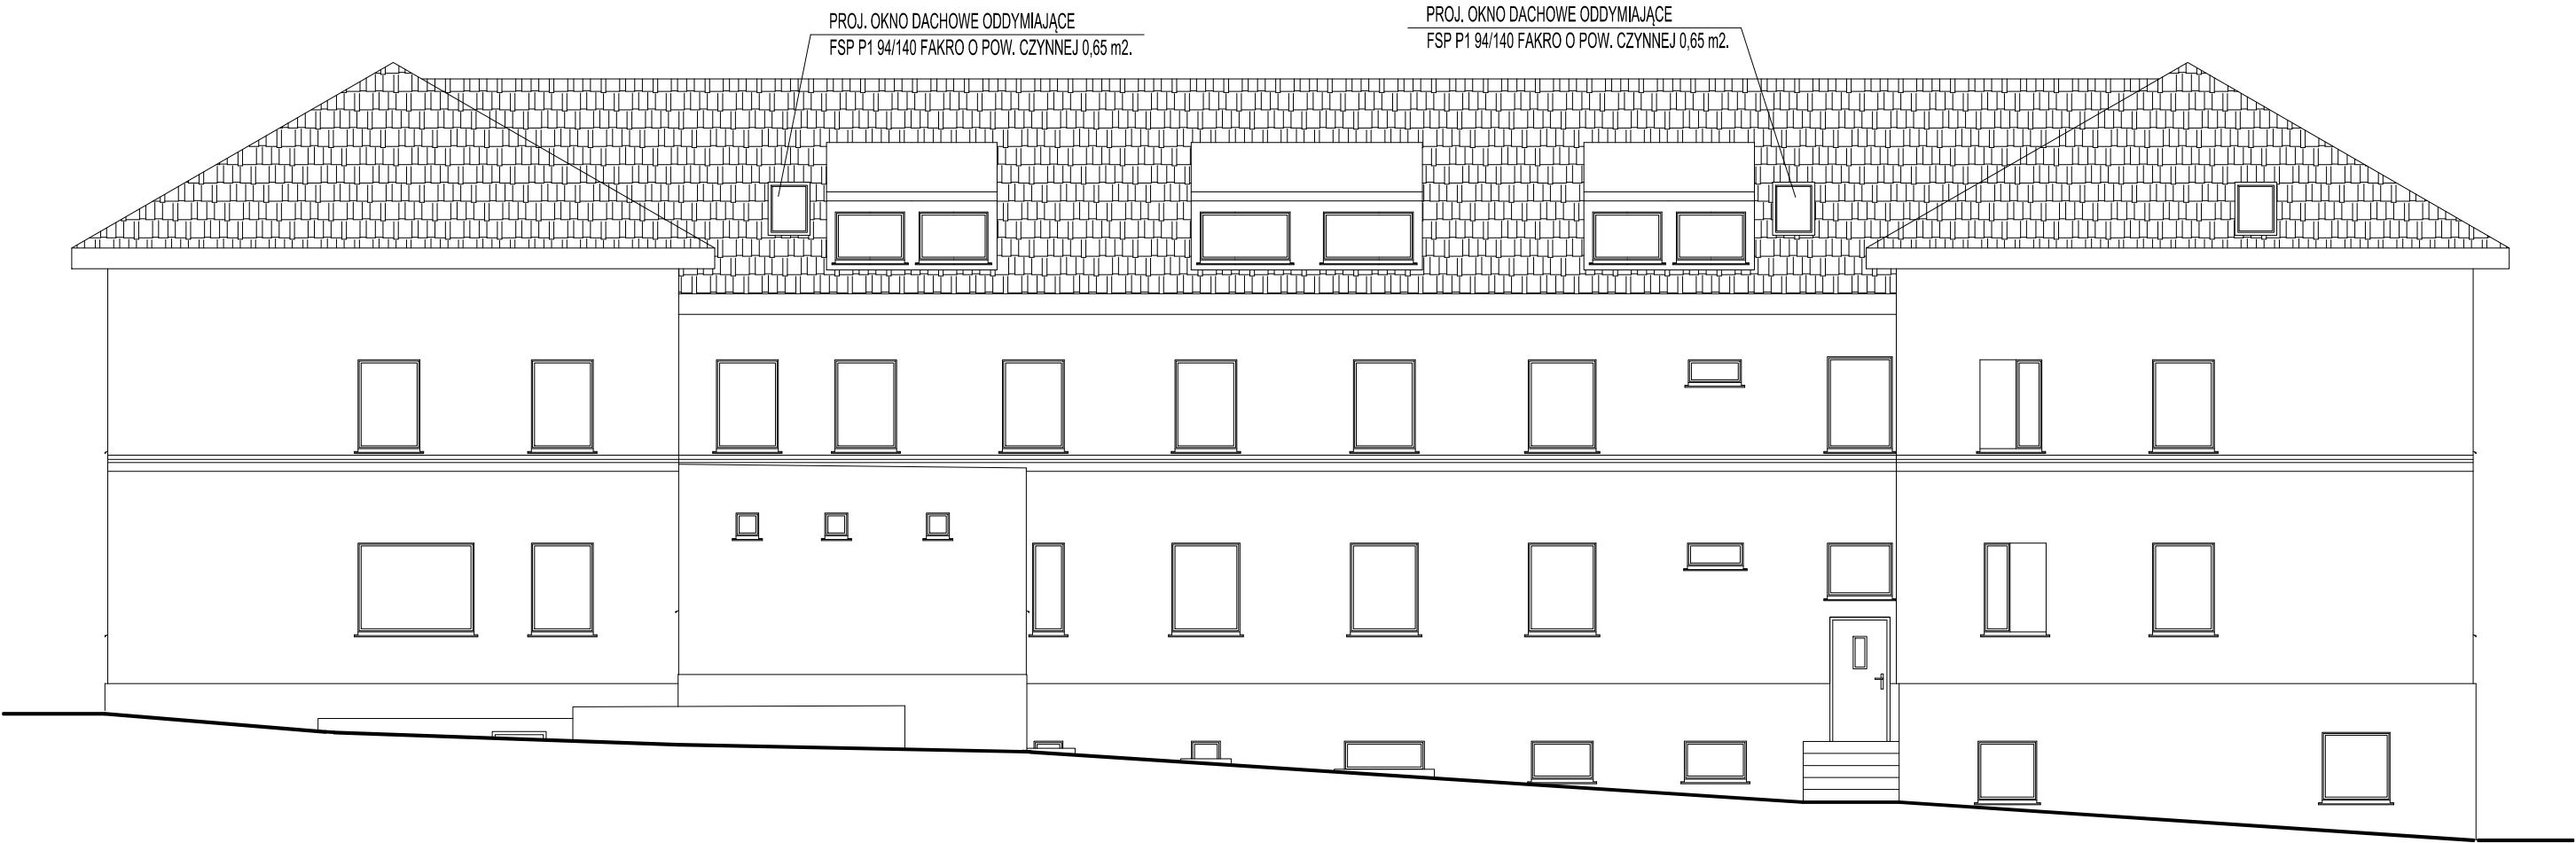 PROJ. OKNO DACHOWE ODDYMIAJĄCE
FSP P1 94/140 FAKRO O POW. CZYNNEJ 0,65 m2.
PROJ. OKNO DACHOWE ODDYMIAJĄCE
FSP P1 94/140 FAKRO O POW. CZYNNEJ 0,65 m2.